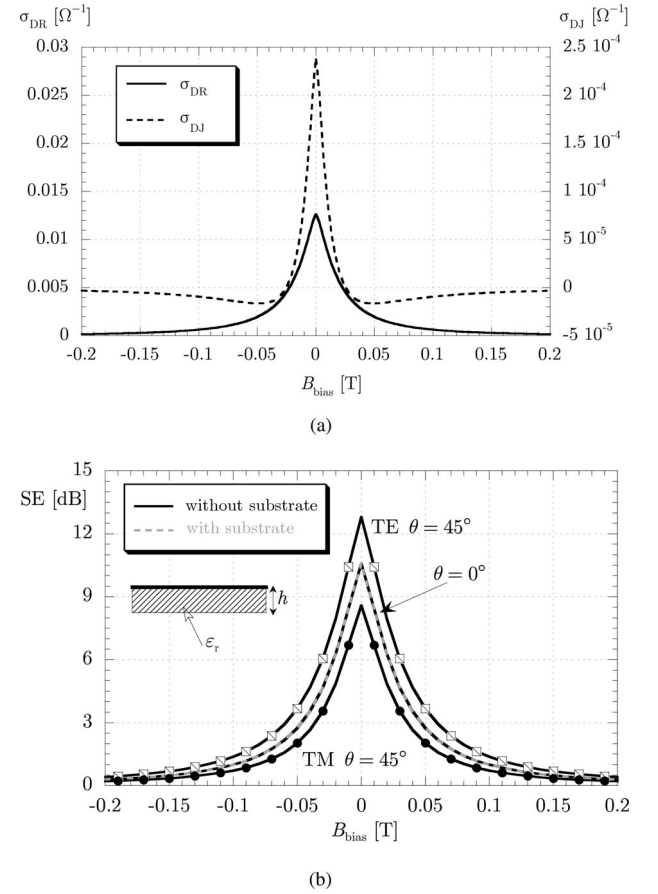 σDR [Ω⁻¹]
σDJ [Ω⁻¹]
0.03
0.025
0.02
0.015
0.01
0.005
0
2.5 10⁻⁴
2 10⁻⁴
1.5 10⁻⁴
1 10⁻⁴
5 10⁻⁵
0
-5 10⁻⁵
σDR
σDJ
-0.2 -0.15 -0.1 -0.05 0 0.05 0.1 0.15 0.2
Bbias [T]
(a)
SE [dB]
15
12
9
6
3
0
without substrate
with substrate
TE θ = 45°
θ = 0°
h
εr
TM θ = 45°
-0.2 -0.15 -0.1 -0.05 0 0.05 0.1 0.15 0.2
Bbias [T]
(b)